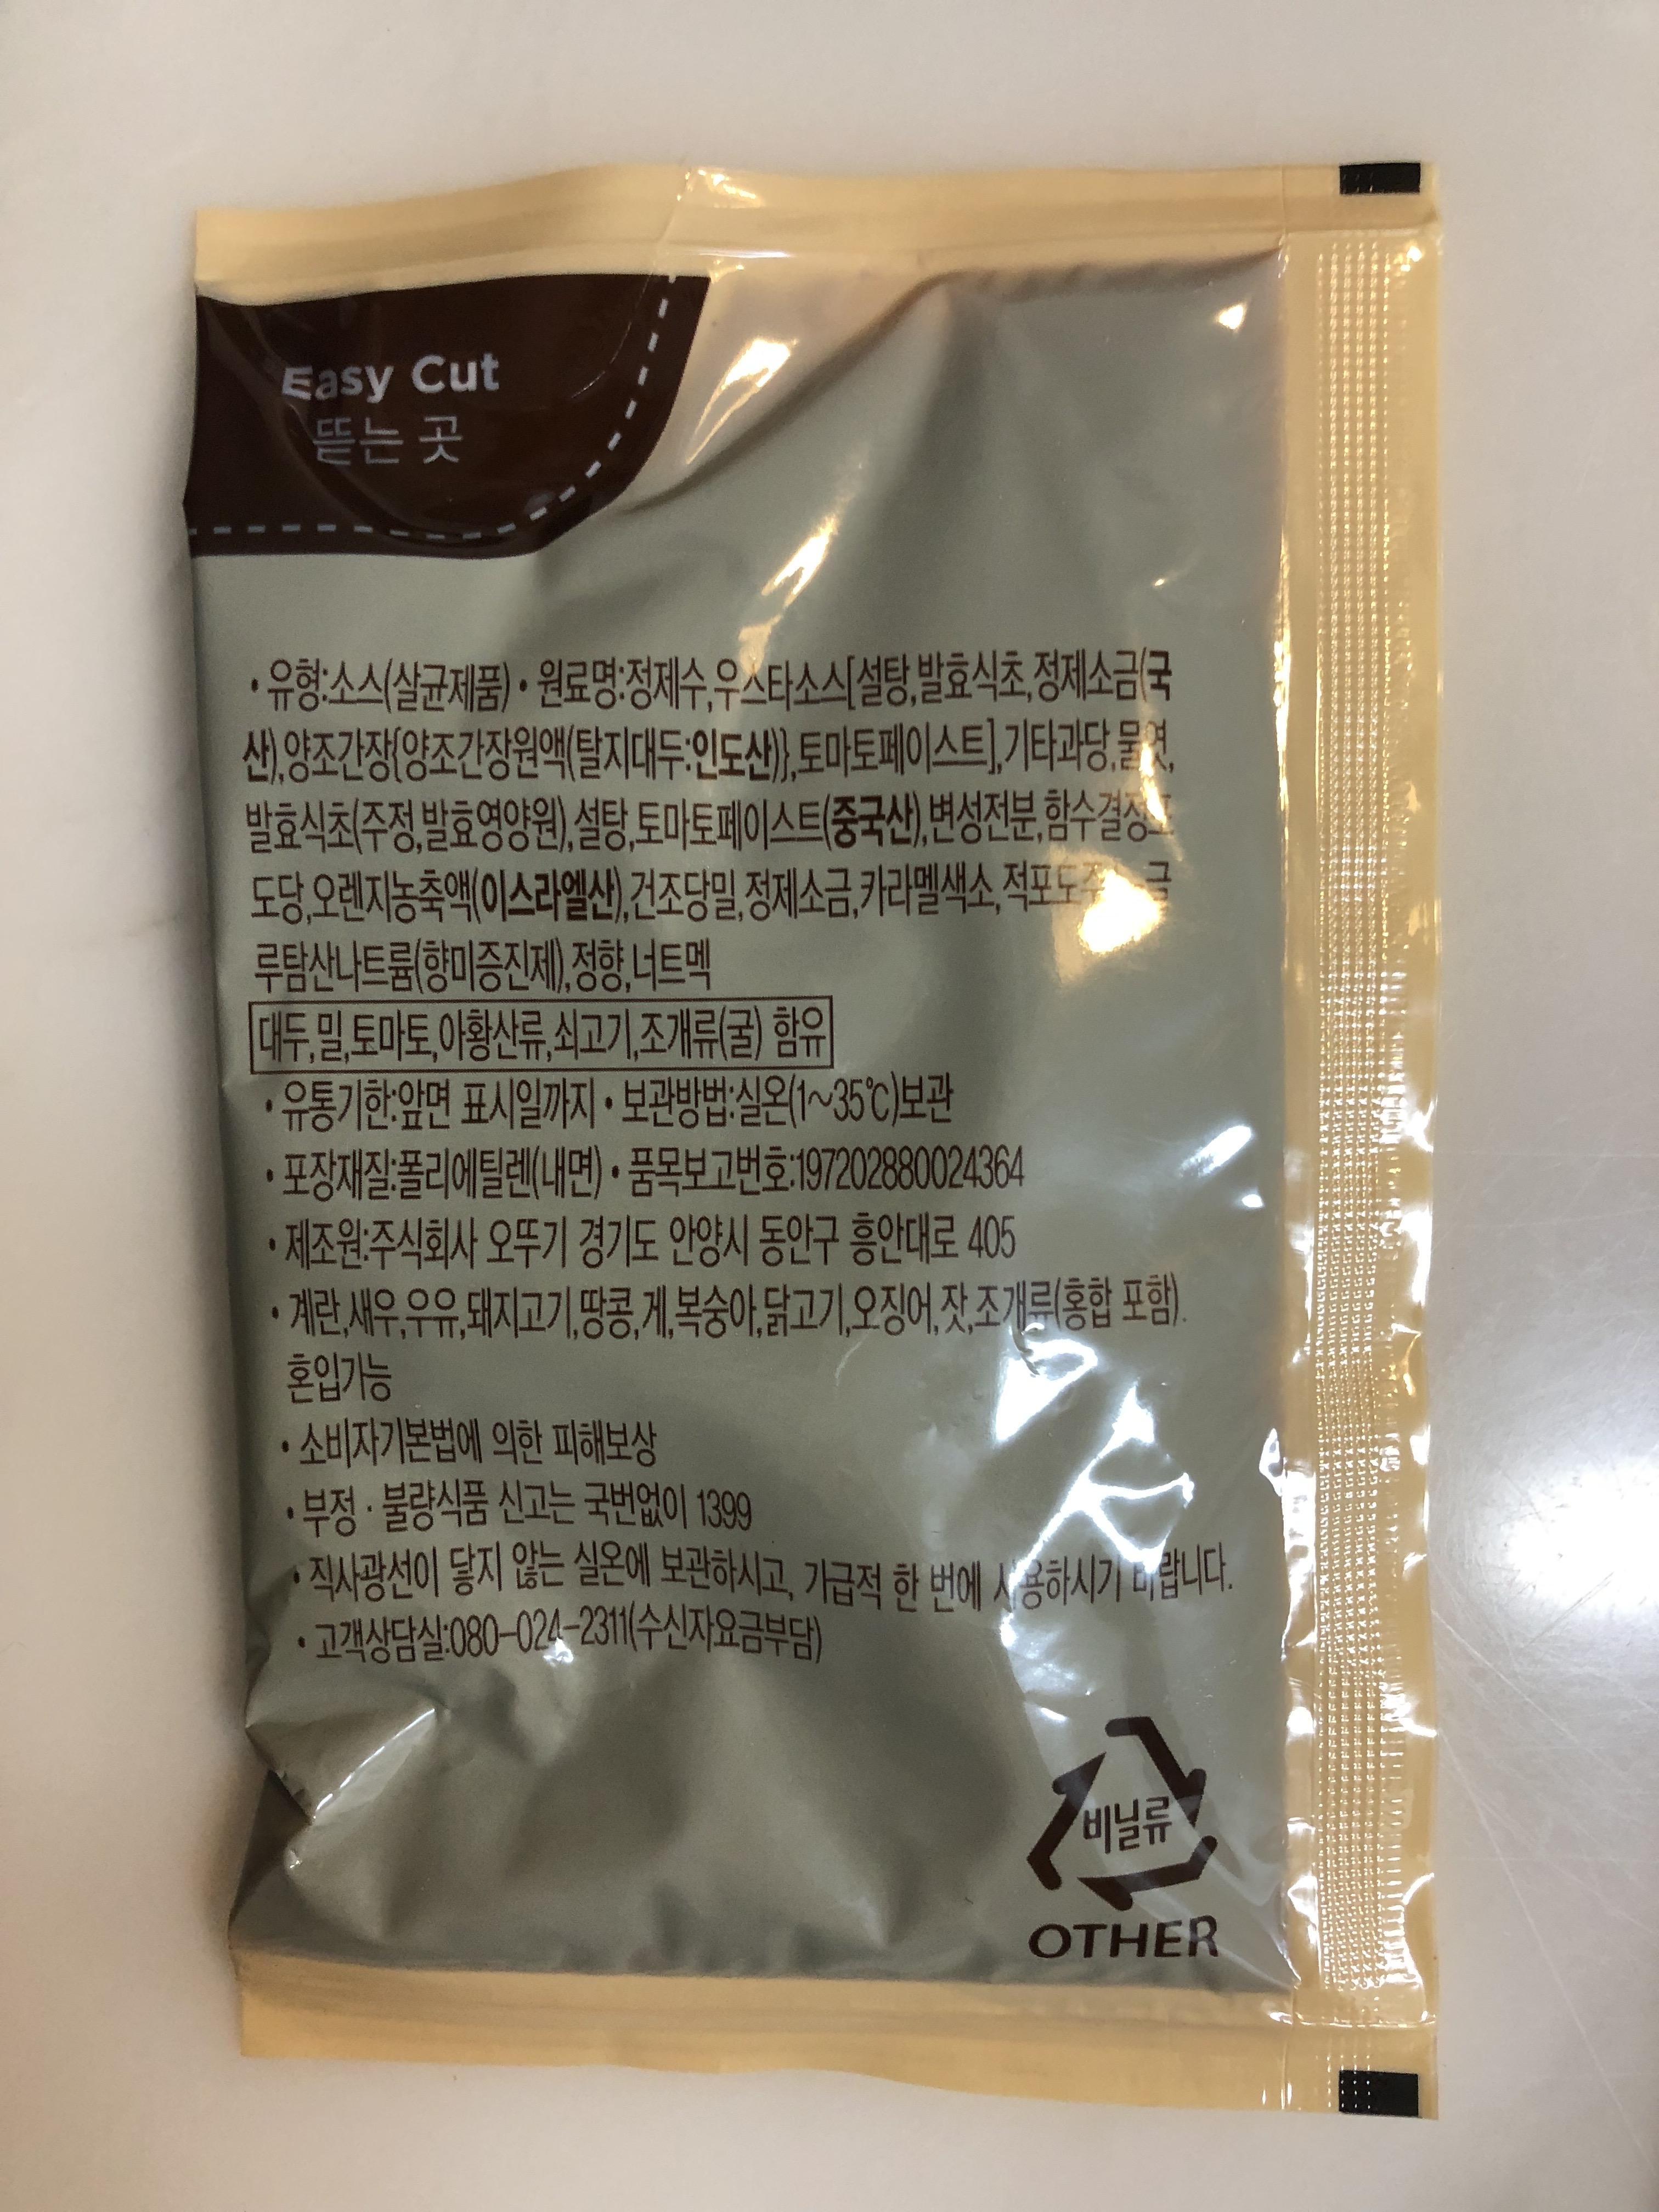 Easy Cut
뜯는 곳
• 유형:소스(살균제품) • 원료명:정제수,우스타소스[설탕,발효식초,정제소금(국
산),양조간장{양조간장원액(탈지대두:인도산)},토마토페이스트],기타과당,물엿,
발효식초(주정,발효영양원),설탕,토마토페이스트(중국산),변성전분,함수결정포
도당,오렌지농축액(이스라엘산),건조당밀,정제소금,카라멜색소,적포도주 글
루탐산나트륨(향미증진제),정향,너트멕
대두,밀,토마토,아황산류,쇠고기,조개류(굴) 함유
• 유통기한:앞면 표시일까지 • 보관방법:실온(1~35℃)보관
• 포장재질:폴리에틸렌(내면) • 품목보고번호:197202880024364
• 제조원:주식회사 오뚜기 경기도 안양시 동안구 흥안대로 405
• 계란,새우,우유,돼지고기,땅콩,게,복숭아,닭고기,오징어,잣,조개류(홍합 포함).
혼입가능
• 소비자기본법에 의한 피해보상
• 부정 · 불량식품 신고는 국번없이 1399
• 직사광선이 닿지 않는 실온에 보관하시고, 가급적 한 번에 사용하시기 바랍니다.
• 고객상담실:080-024-2311(수신자요금부담)
비닐류
OTHER